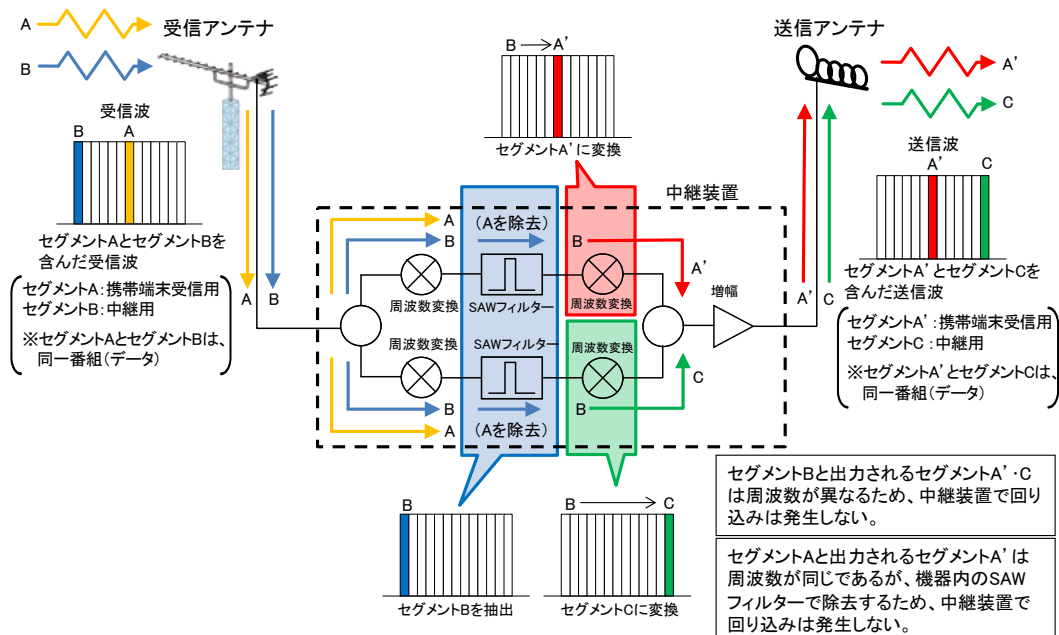 A
B
受信アンテナ
受信波
B
A
セグメントAとセグメントBを
含んだ受信波
セグメントA:携帯端末受信用
セグメントB:中継用
※セグメントAとセグメントBは、
同一番組(データ)
A
B
B
A'
セグメントA'に変換
中継装置
A
(Aを除去)
B
B
周波数変換
SAWフィルター
周波数変換
A'
増幅
周波数変換
SAWフィルター
周波数変換
C
B
B
A
(Aを除去)
B
セグメントBを抽出
B
C
セグメントCに変換
送信アンテナ
A'
C
送信波
A'
C
セグメントA'とセグメントCを
含んだ送信波
A'
C
セグメントA':携帯端末受信用
セグメントC:中継用
※セグメントA'とセグメントCは、
同一番組(データ)
セグメントBと出力されるセグメントA'・C
は周波数が異なるため、中継装置で回り
込みは発生しない。
セグメントAと出力されるセグメントA'は
周波数が同じであるが、機器内のSAW
フィルターで除去するため、中継装置で
回り込みは発生しない。